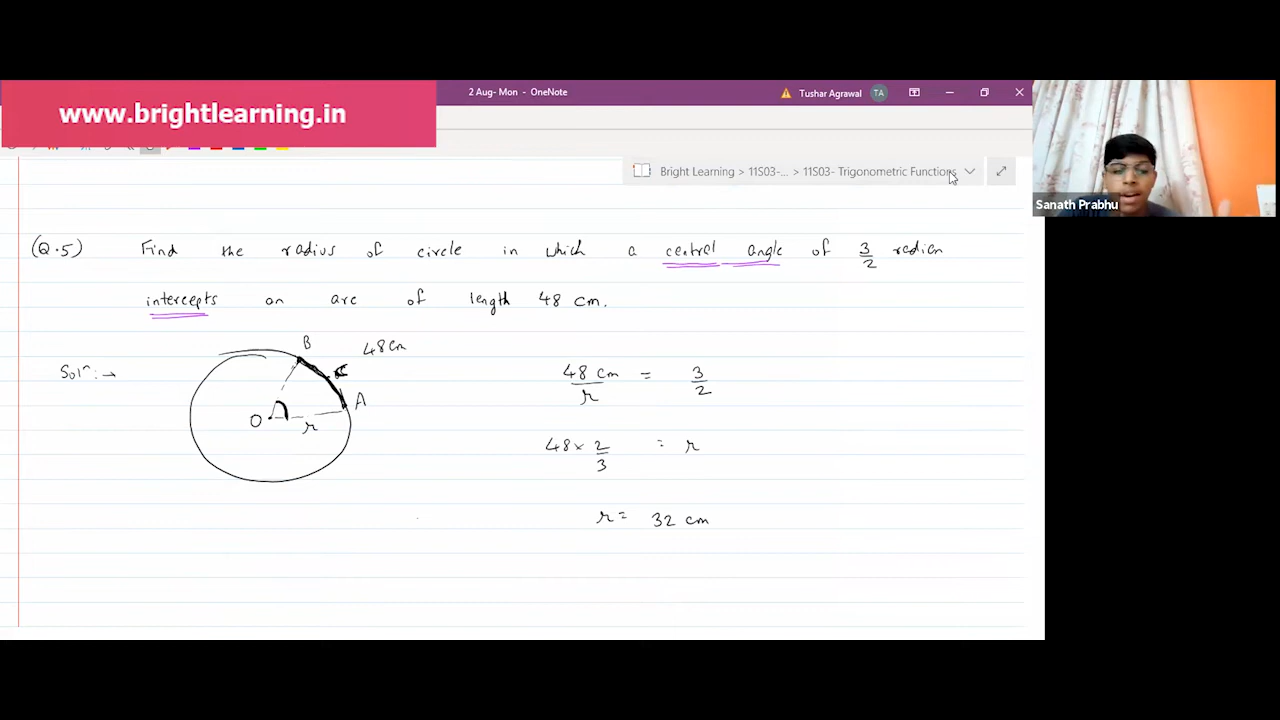 www.brightlearning.in
2 Aug- Mon - OneNote
Tushar Agrawal TA
Bright Learning > 11S03-... > 11S03- Trigonometric Functions
Sanath Prabhu
(Q.5) Find the radius of circle in which a central angle of 3/2 radian
intercepts an arc of length 48 cm.
Solⁿ:→
B 48cm
A
O r
48 cm / r = 3/2
48 × 2/3 = r
r = 32 cm